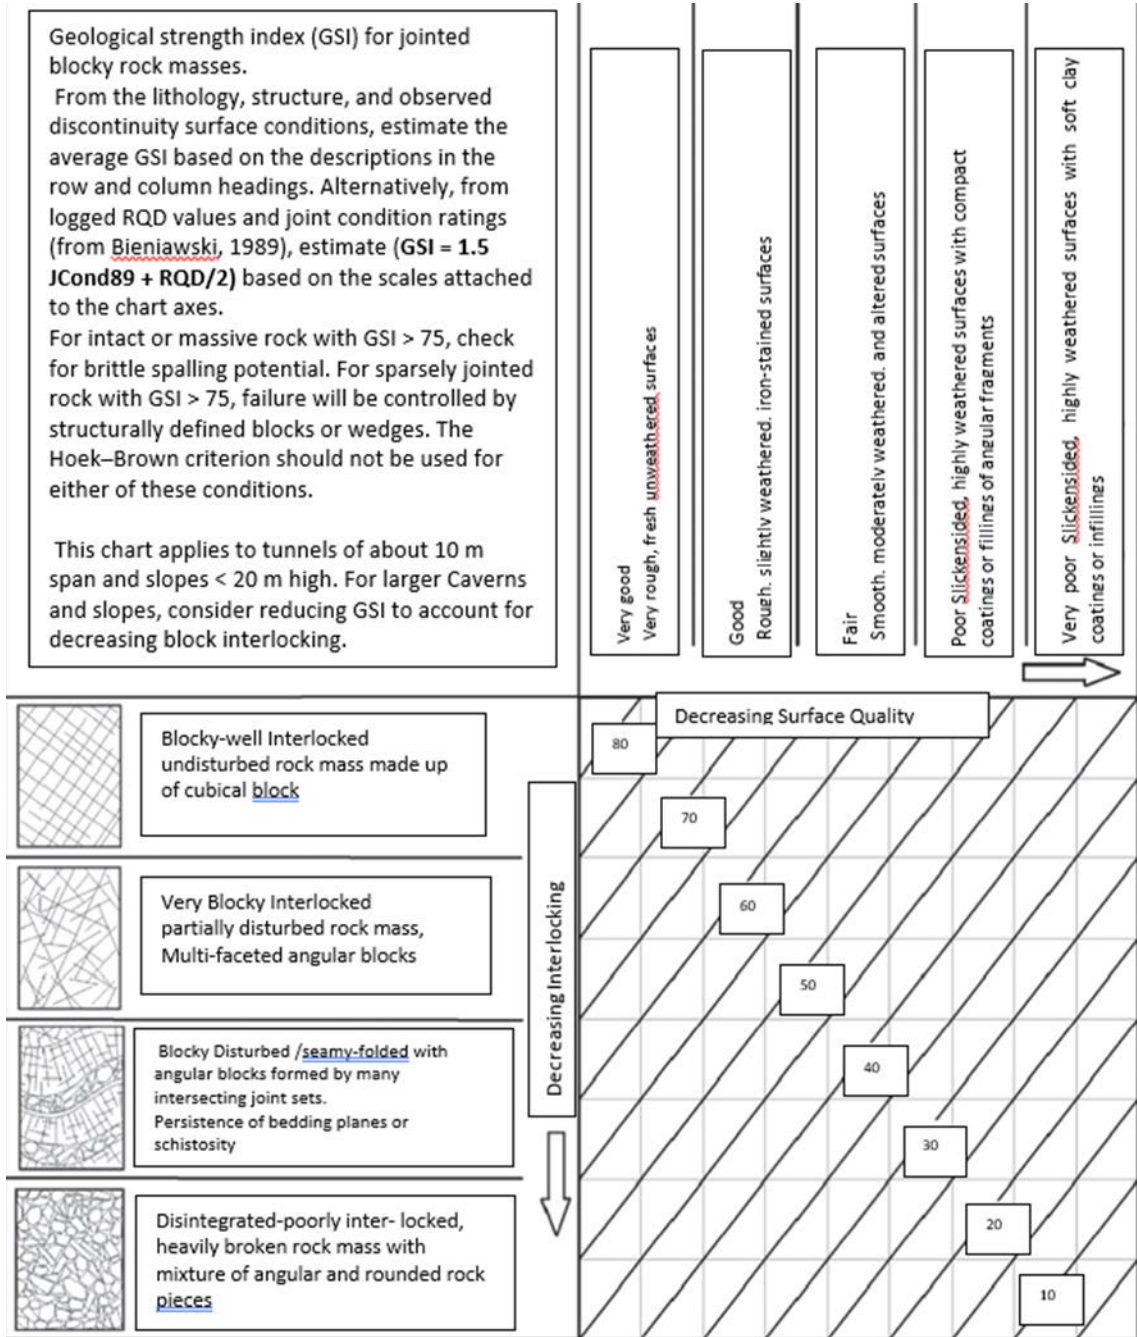 Geological strength index (GSI) for jointed
blocky rock masses.
From the lithology, structure, and observed
discontinuity surface conditions, estimate the
average GSI based on the descriptions in the
row and column headings. Alternatively, from
logged RQD values and joint condition ratings
(from Bieniawski, 1989), estimate (GSI = 1.5
JCond89 + RQD/2) based on the scales attached
to the chart axes.
For intact or massive rock with GSI > 75, check
for brittle spalling potential. For sparsely jointed
rock with GSI > 75, failure will be controlled by
structurally defined blocks or wedges. The
Hoek–Brown criterion should not be used for
either of these conditions.
This chart applies to tunnels of about 10 m
span and slopes < 20 m high. For larger Caverns
and slopes, consider reducing GSI to account for
decreasing block interlocking.
Very good
Very rough, fresh unweathered surfaces
Good
Rough. slightly weathered. iron-stained surfaces
Fair
Smooth. moderately weathered. and altered surfaces
Poor Slickensided, highly weathered surfaces with compact
coatings or fillings of angular fragments
Very poor Slickensided, highly weathered surfaces with soft clay
coatings or infillings
Decreasing Surface Quality
Blocky-well Interlocked
undisturbed rock mass made up
of cubical block
Very Blocky Interlocked
partially disturbed rock mass,
Multi-faceted angular blocks
Blocky Disturbed /seamy-folded with
angular blocks formed by many
intersecting joint sets.
Persistence of bedding planes or
schistosity
Disintegrated-poorly inter- locked,
heavily broken rock mass with
mixture of angular and rounded rock
pieces
Decreasing Interlocking
80
70
60
50
40
30
20
10